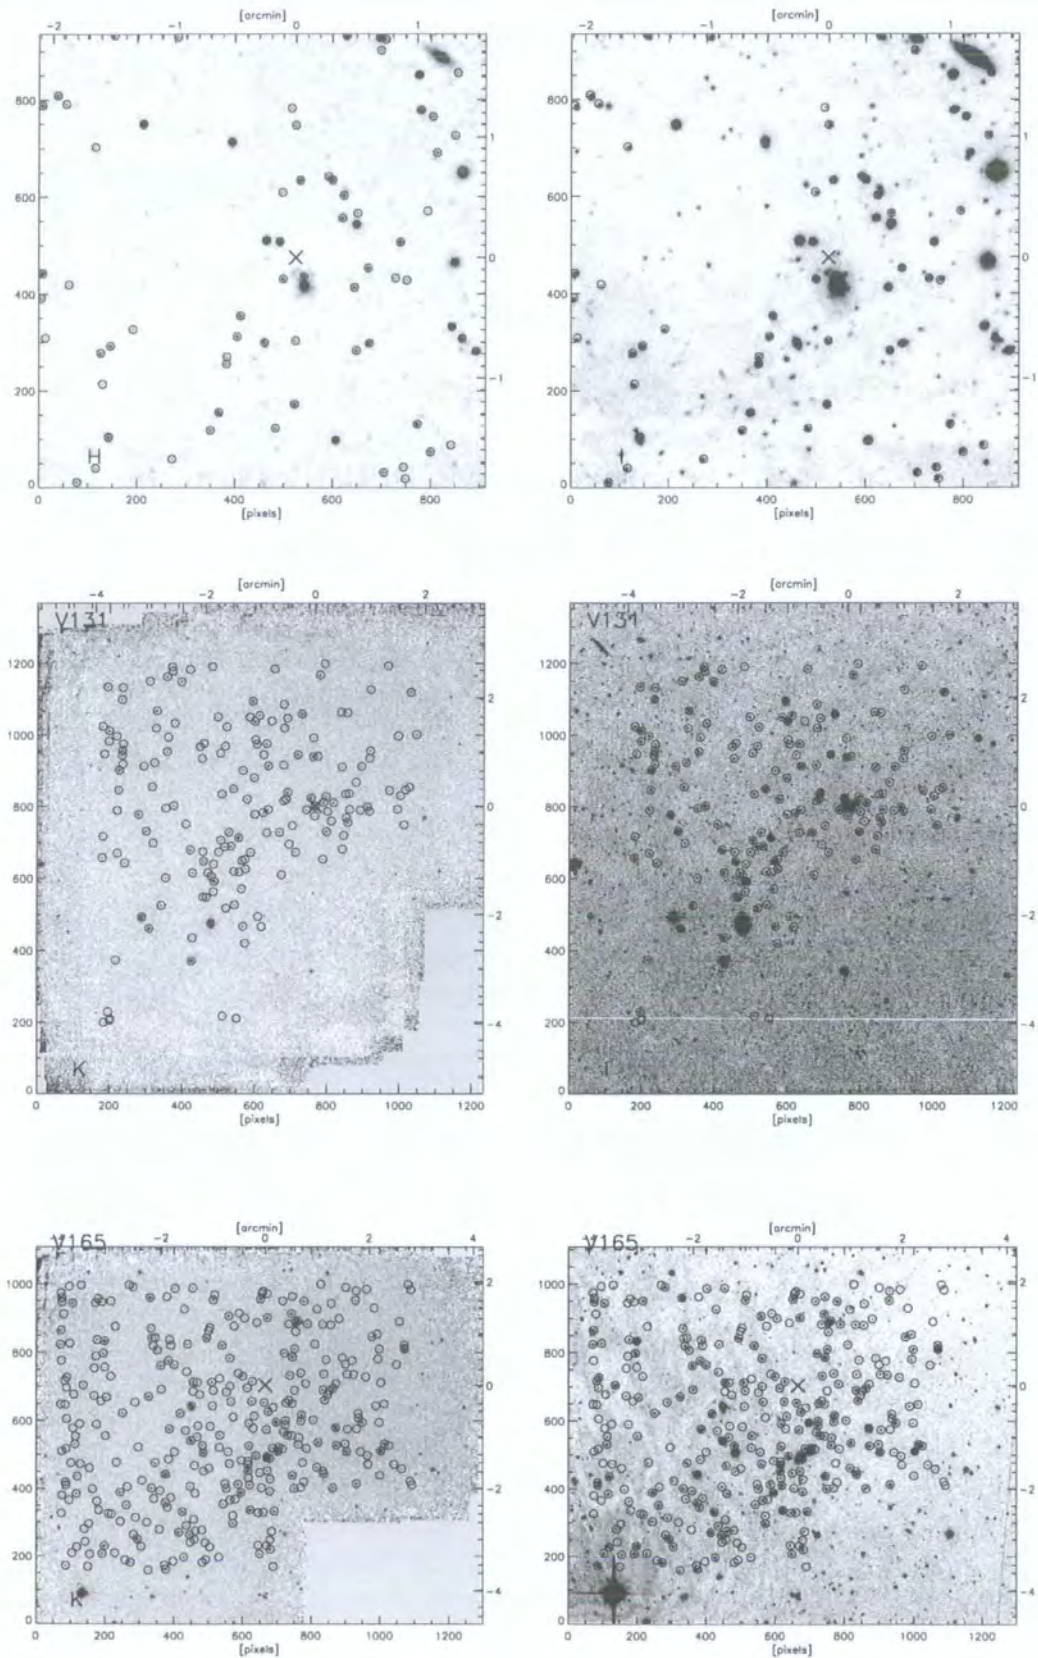 [arcmin] [arcmin]
-2 -1 0 1 -2 -1 0 1
800 600 400 200 0
1 0 -1
H
0 200 400 600 800
[pixels]
800 600 400 200 0
1 0 -1
0 200 400 600 800
[pixels]
[arcmin] [arcmin]
-4 -2 0 2 -4 -2 0 2
V131 V131
1200 1000 800 600 400 200 0
2 0 -2 -4
K
0 200 400 600 800 1000 1200
[pixels]
1200 1000 800 600 400 200 0
2 0 -2 -4
I
0 200 400 600 800 1000 1200
[pixels]
[arcmin] [arcmin]
-2 0 2 4 -2 0 2 4
V165 V165
1000 800 600 400 200 0
2 0 -2 -4
K
0 200 400 600 800 1000 1200
[pixels]
1000 800 600 400 200 0
2 0 -2 -4
0 200 400 600 800 1000 1200
[pixels]